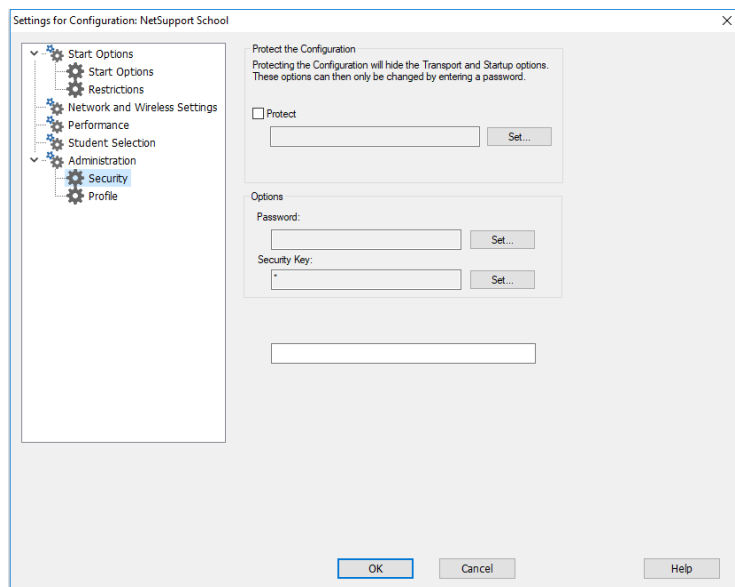 Settings for Configuration: NetSupport School
Start Options
Start Options
Restrictions
Network and Wireless Settings
Performance
Student Selection
Administration
Security
Profile
Protect the Configuration
Protecting the Configuration will hide the Transport and Startup options.
These options can then only be changed by entering a password.
Protect
Set...
Options
Password:
Set...
Security Key:
*
Set...
OK
Cancel
Help